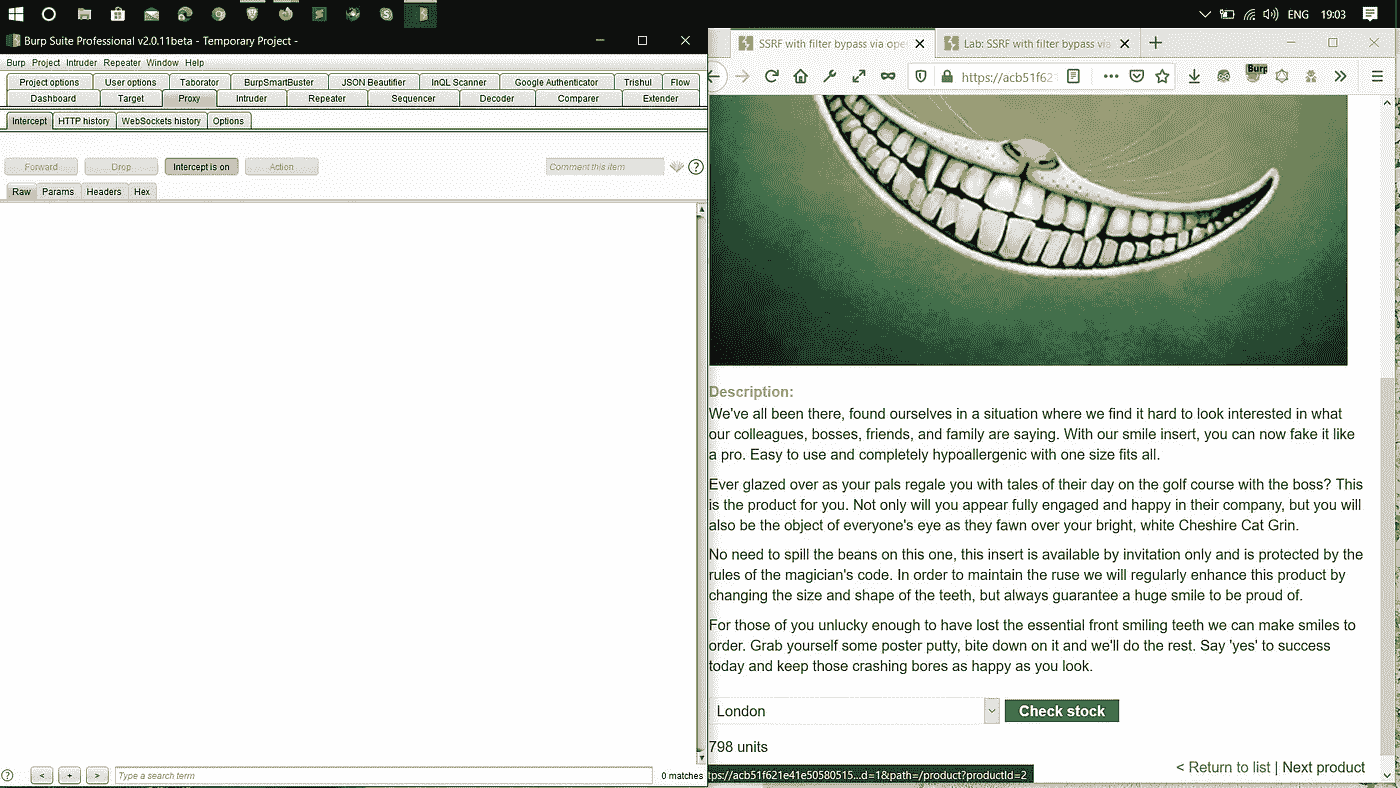 ENG 19:03
Burp Suite Professional v2.0.11beta - Temporary Project -
Burp Project Intruder Repeater Window Help
Project options User options Taborator BurpSmartBuster JSON Beautifier InQL Scanner Google Authenticator Trishul Flow
Dashboard Target Proxy Intruder Repeater Sequencer Decoder Comparer Extender
Intercept HTTP history WebSockets history Options
Forward Drop Intercept is on Action Comment this item ?
Raw Params Headers Hex
? < + > Type a search term 0 matches
SSRF with filter bypass via ope Lab: SSRF with filter bypass via
https://acb51f62
Burp
Description:
We've all been there, found ourselves in a situation where we find it hard to look interested in what
our colleagues, bosses, friends, and family are saying. With our smile insert, you can now fake it like
a pro. Easy to use and completely hypoallergenic with one size fits all.
Ever glazed over as your pals regale you with tales of their day on the golf course with the boss? This
is the product for you. Not only will you appear fully engaged and happy in their company, but you will
also be the object of everyone's eye as they fawn over your bright, white Cheshire Cat Grin.
No need to spill the beans on this one, this insert is available by invitation only and is protected by the
rules of the magician's code. In order to maintain the ruse we will regularly enhance this product by
changing the size and shape of the teeth, but always guarantee a huge smile to be proud of.
For those of you unlucky enough to have lost the essential front smiling teeth we can make smiles to
order. Grab yourself some poster putty, bite down on it and we'll do the rest. Say 'yes' to success
today and keep those crashing bores as happy as you look.
London Check stock
798 units
< Return to list | Next product
tps://acb51f621e41e50580515...d=1&path=/product?productId=2